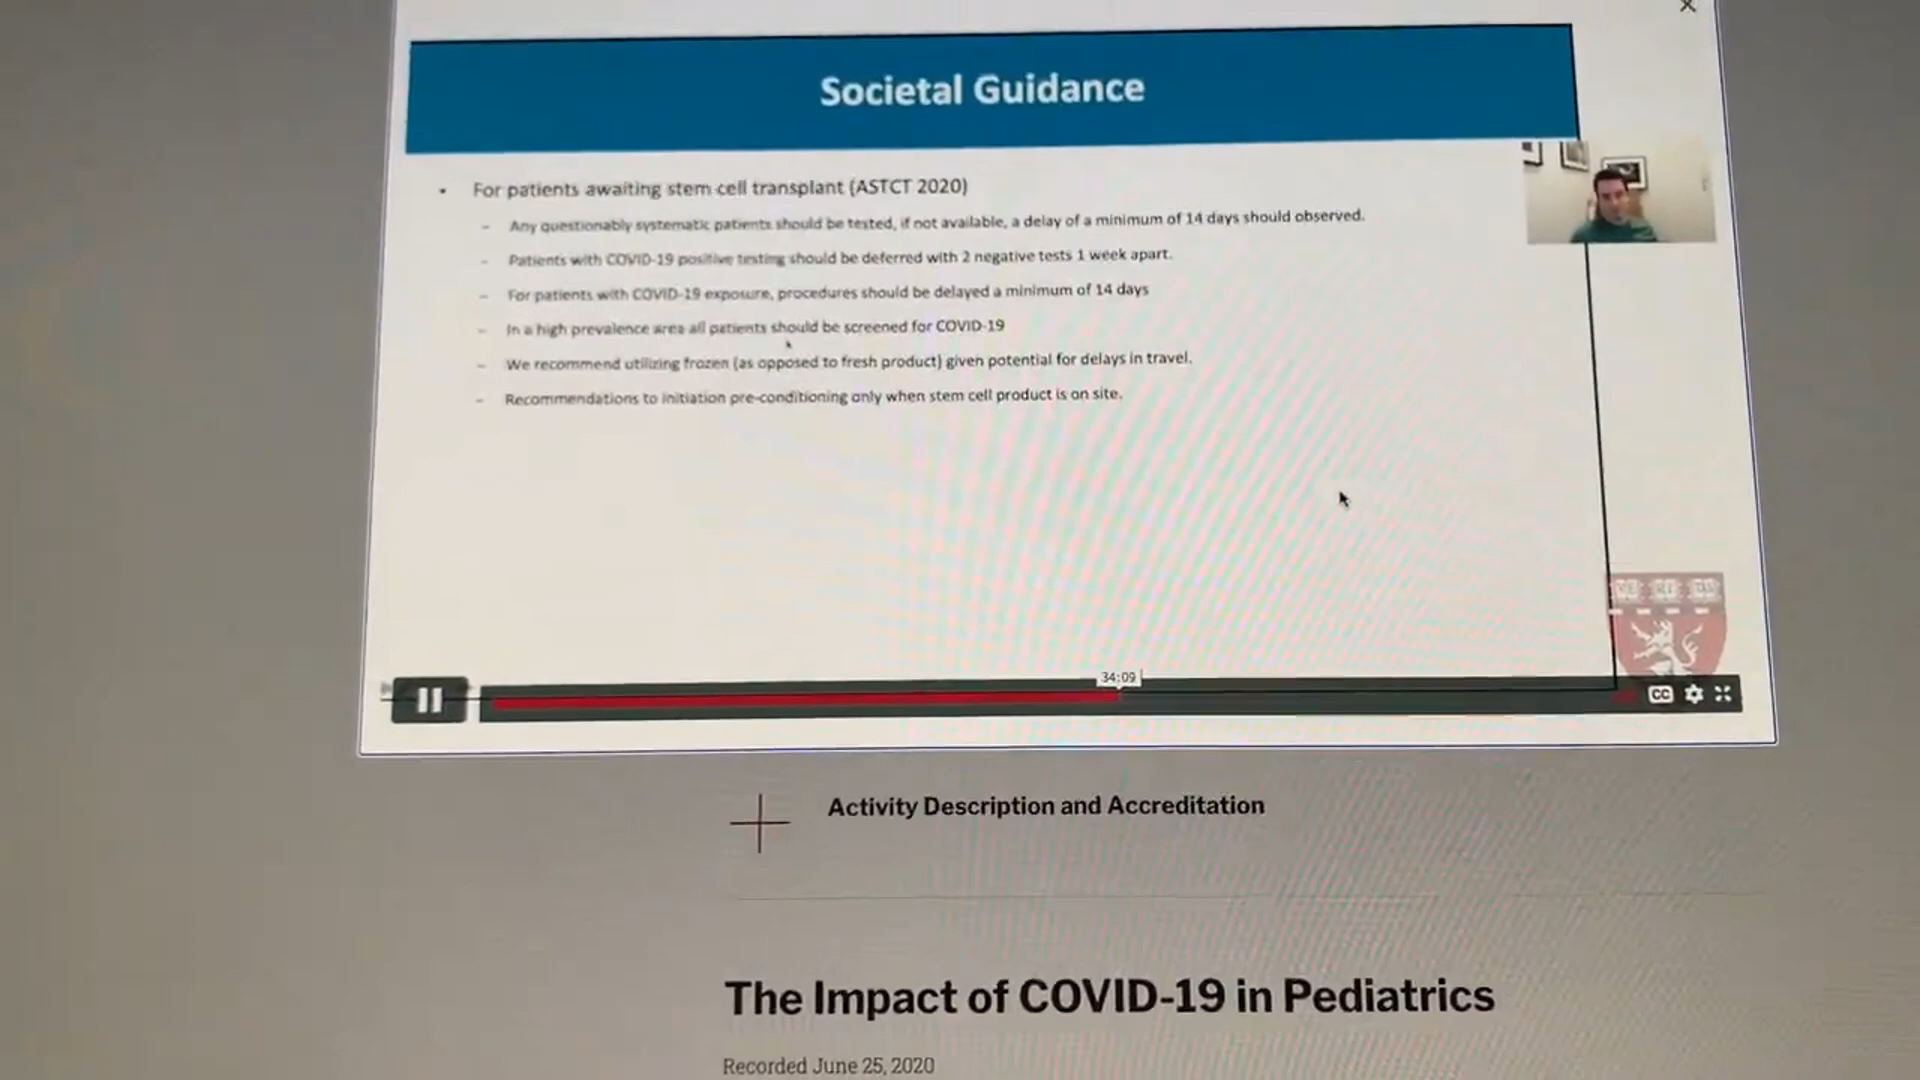 Societal Guidance
• For patients awaiting stem cell transplant (ASTCT 2020)
– Any questionably systematic patients should be tested, if not available, a delay of a minimum of 14 days should observed.
– Patients with COVID-19 positive testing should be deferred with 2 negative tests 1 week apart.
– For patients with COVID-19 exposure, procedures should be delayed a minimum of 14 days
– In a high prevalence area all patients should be screened for COVID-19
– We recommend utilizing frozen (as opposed to fresh product) given potential for delays in travel.
– Recommendations to initiation pre-conditioning only when stem cell product is on site.
34:09
CC
Activity Description and Accreditation
The Impact of COVID-19 in Pediatrics
Recorded June 25, 2020